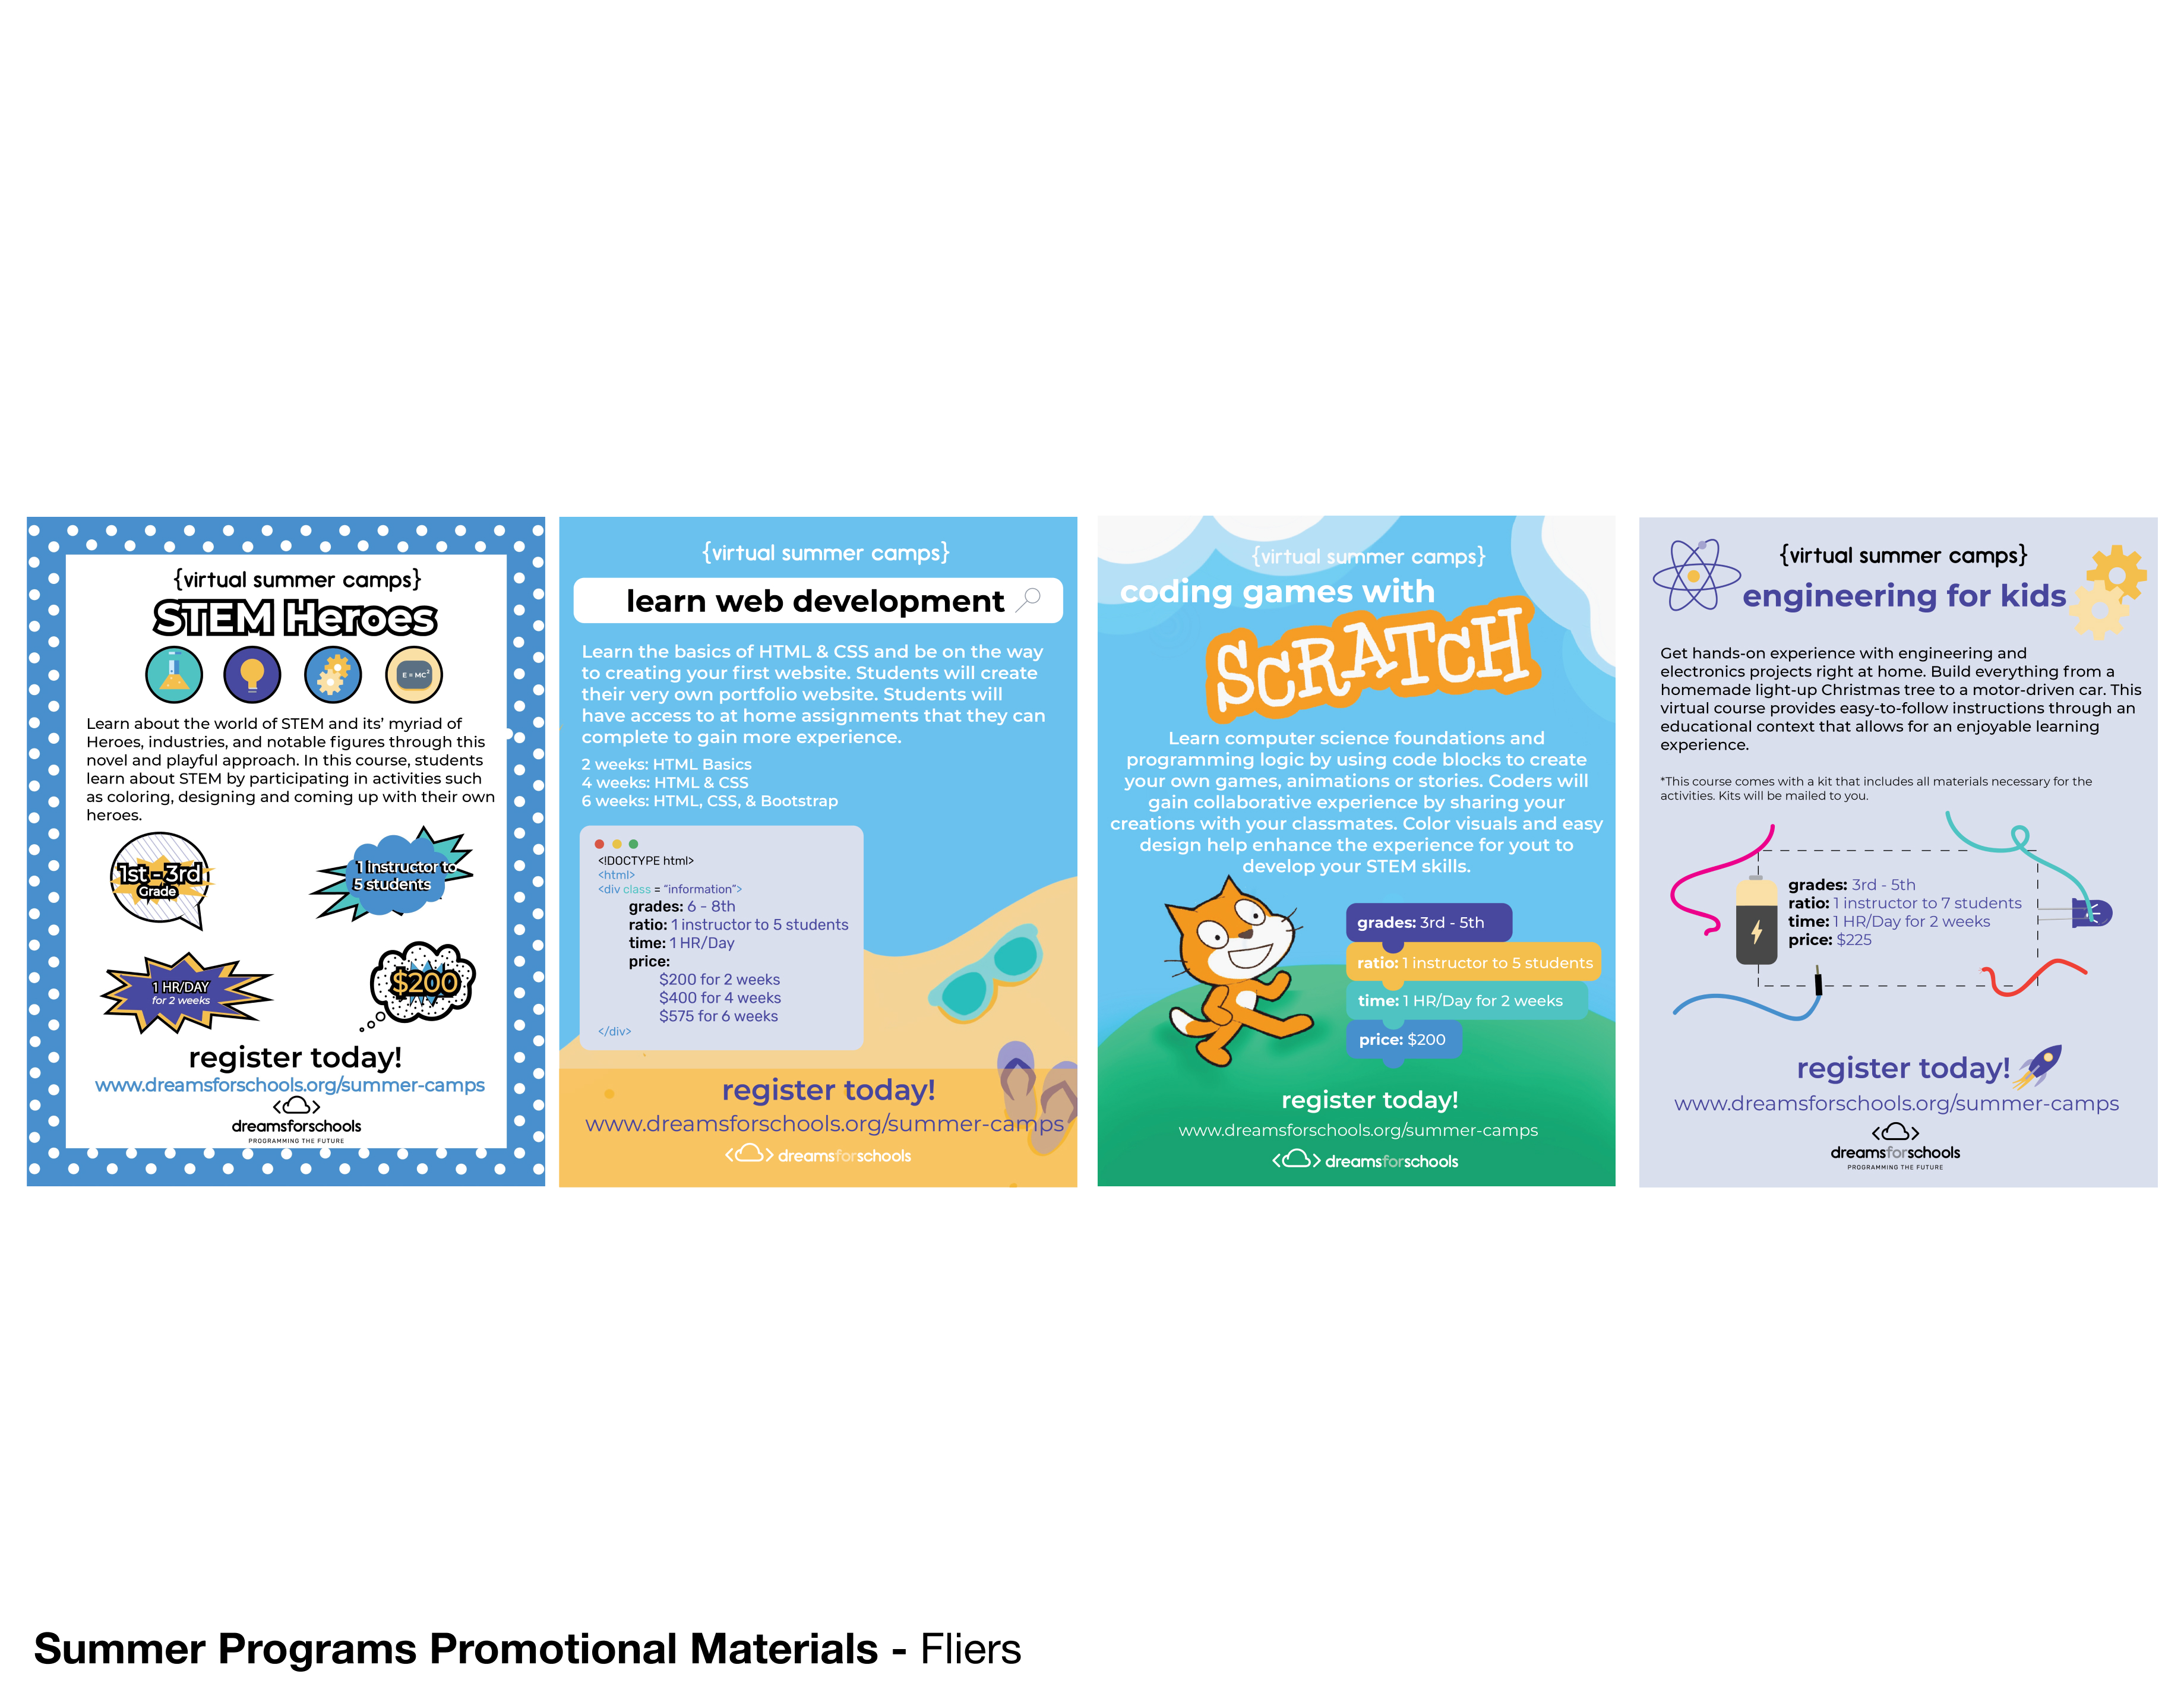 {virtual summer camps}
STEM Heroes
E = MC²
Learn about the world of STEM and its’ myriad of
Heroes, industries, and notable figures through this
novel and playful approach. In this course, students
learn about STEM by participating in activities such
as coloring, designing and coming up with their own
heroes.
1st - 3rd
Grade
1 instructor to
5 students
1 HR/DAY
for 2 weeks
$200
register today!
www.dreamsforschools.org/summer-camps
dreamsforschools
PROGRAMMING THE FUTURE
{virtual summer camps}
learn web development
Learn the basics of HTML & CSS and be on the way
to creating your first website. Students will create
their very own portfolio website. Students will
have access to at home assignments that they can
complete to gain more experience.
2 weeks: HTML Basics
4 weeks: HTML & CSS
6 weeks: HTML, CSS, & Bootstrap
<!DOCTYPE html>
<html>
<div class = “information”>
grades: 6 - 8th
ratio: 1 instructor to 5 students
time: 1 HR/Day
price:
$200 for 2 weeks
$400 for 4 weeks
$575 for 6 weeks
</div>
register today!
www.dreamsforschools.org/summer-camps
dreamsforschools
{virtual summer camps}
coding games with
SCRATCH
Learn computer science foundations and
programming logic by using code blocks to create
your own games, animations or stories. Coders will
gain collaborative experience by sharing your
creations with your classmates. Color visuals and easy
design help enhance the experience for yout to
develop your STEM skills.
grades: 3rd - 5th
ratio: 1 instructor to 5 students
time: 1 HR/Day for 2 weeks
price: $200
register today!
www.dreamsforschools.org/summer-camps
dreamsforschools
{virtual summer camps}
engineering for kids
Get hands-on experience with engineering and
electronics projects right at home. Build everything from a
homemade light-up Christmas tree to a motor-driven car. This
virtual course provides easy-to-follow instructions through an
educational context that allows for an enjoyable learning
experience.
*This course comes with a kit that includes all materials necessary for the
activities. Kits will be mailed to you.
grades: 3rd - 5th
ratio: 1 instructor to 7 students
time: 1 HR/Day for 2 weeks
price: $225
register today!
www.dreamsforschools.org/summer-camps
dreamsforschools
PROGRAMMING THE FUTURE
Summer Programs Promotional Materials - Fliers